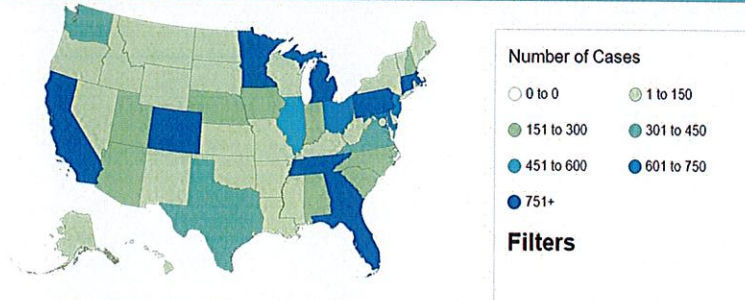 Number of Cases
0 to 0
1 to 150
151 to 300
301 to 450
451 to 600
601 to 750
751+
Filters